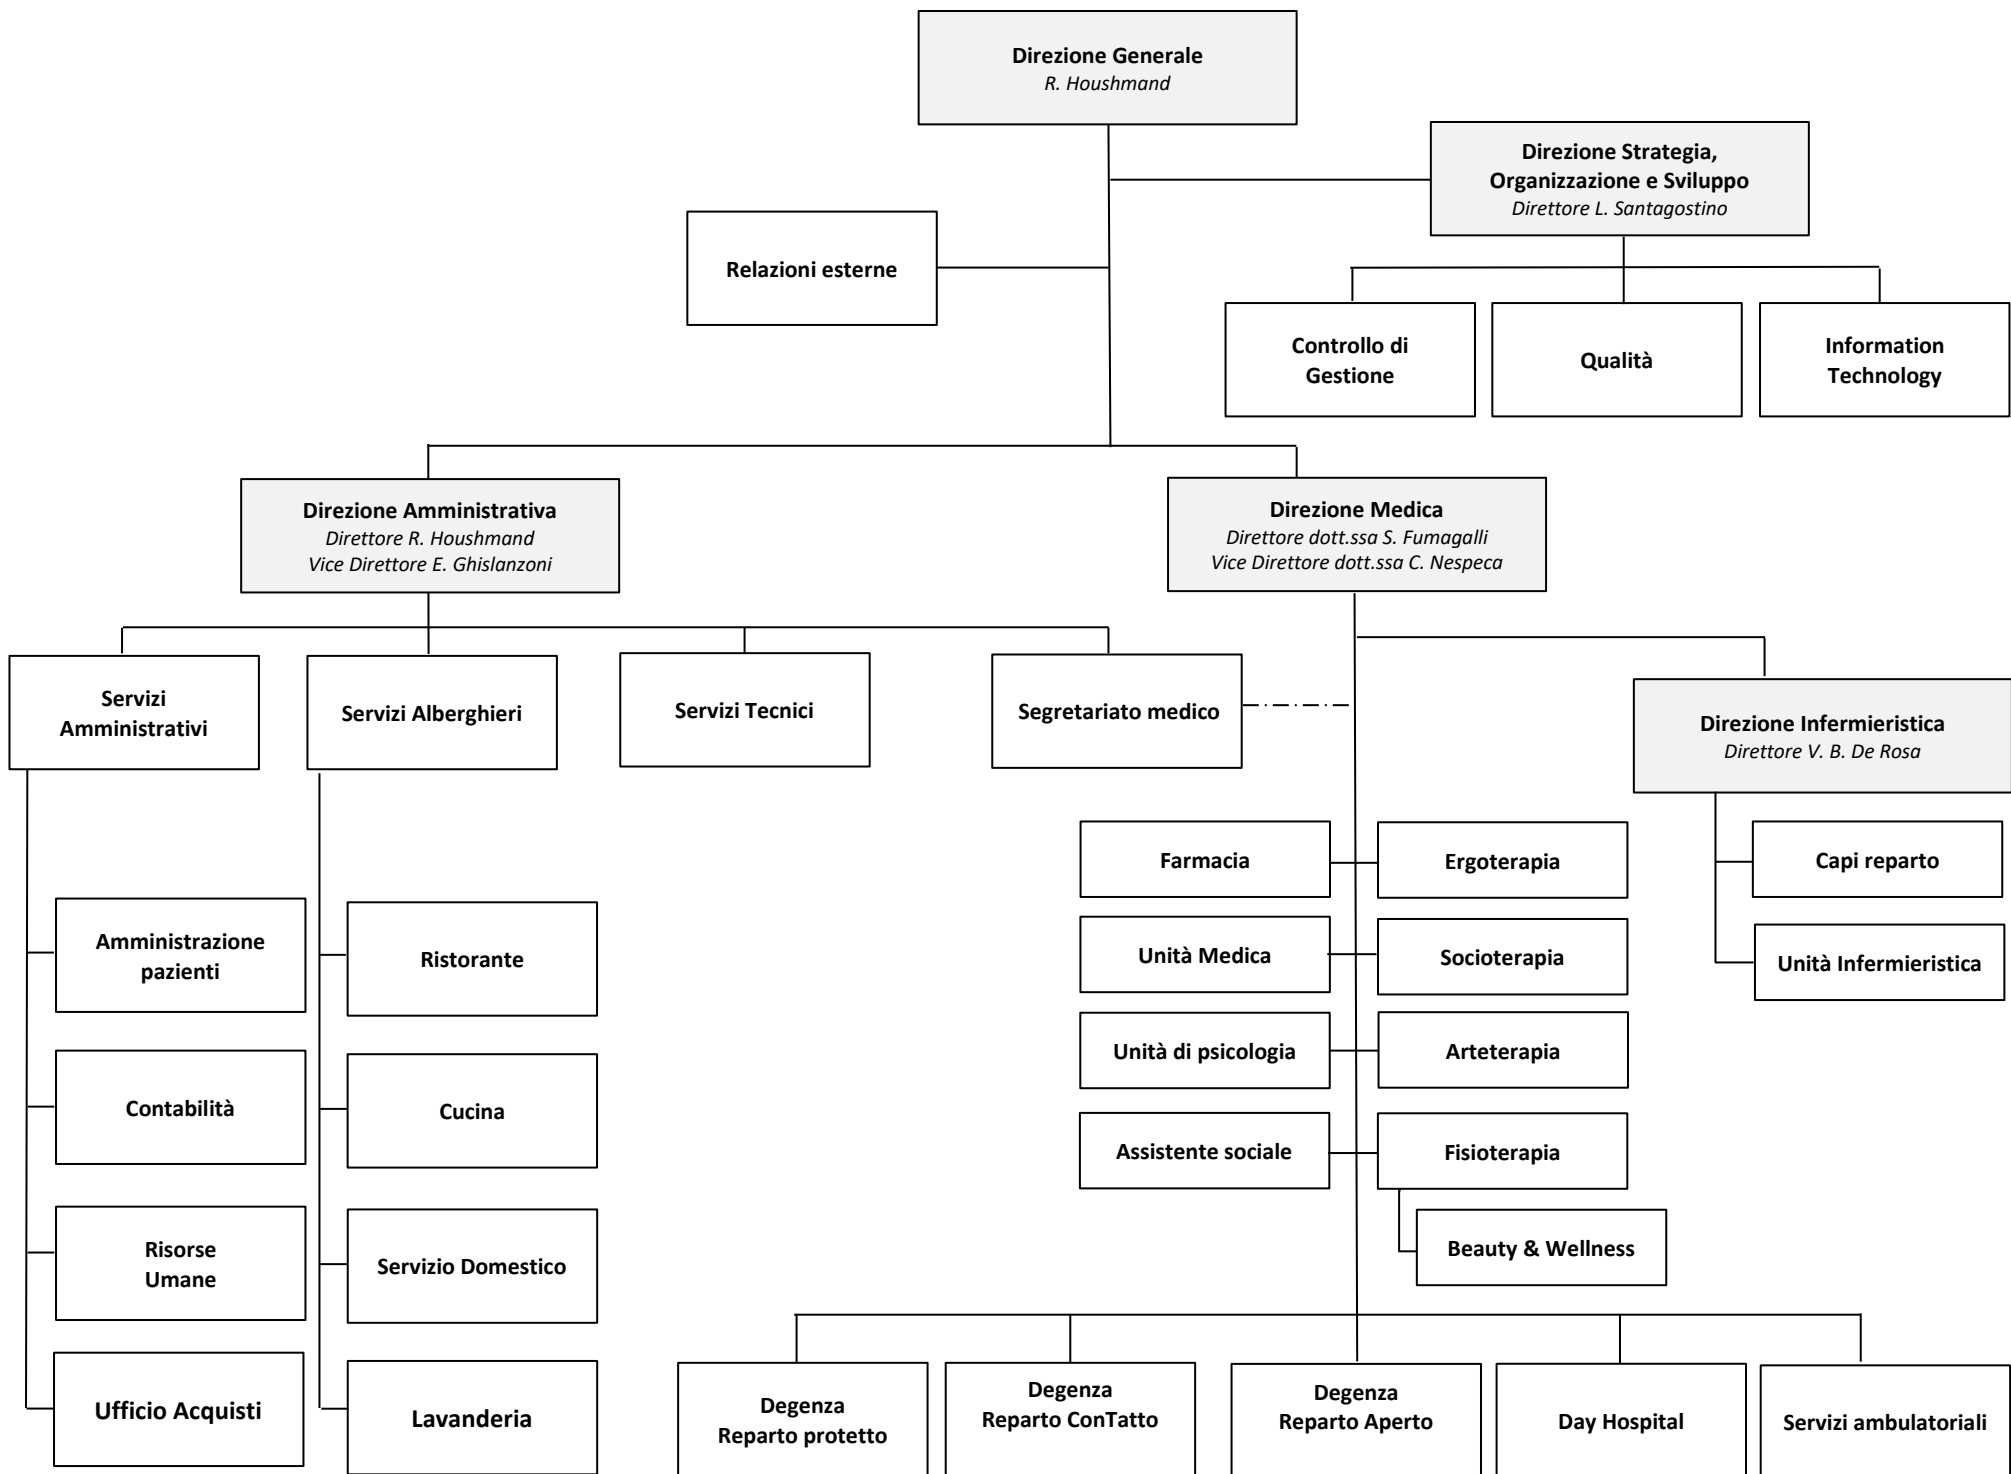 Direzione Generale
R. Houshmand
Direzione Strategia,
Organizzazione e Sviluppo
Direttore L. Santagostino
Relazioni esterne
Controllo di
Gestione
Qualità
Information
Technology
Direzione Amministrativa
Direttore R. Houshmand
Vice Direttore E. Ghislanzoni
Direzione Medica
Direttore dott.ssa S. Fumagalli
Vice Direttore dott.ssa C. Nespeca
Servizi
Amministrativi
Servizi Alberghieri
Servizi Tecnici
Segretariato medico
Direzione Infermieristica
Direttore V. B. De Rosa
Farmacia
Ergoterapia
Capi reparto
Amministrazione
pazienti
Ristorante
Unità Medica
Socioterapia
Unità Infermieristica
Contabilità
Cucina
Unità di psicologia
Arteterapia
Assistente sociale
Fisioterapia
Risorse
Umane
Servizio Domestico
Beauty & Wellness
Ufficio Acquisti
Lavanderia
Degenza
Reparto protetto
Degenza
Reparto ConTatto
Degenza
Reparto Aperto
Day Hospital
Servizi ambulatoriali